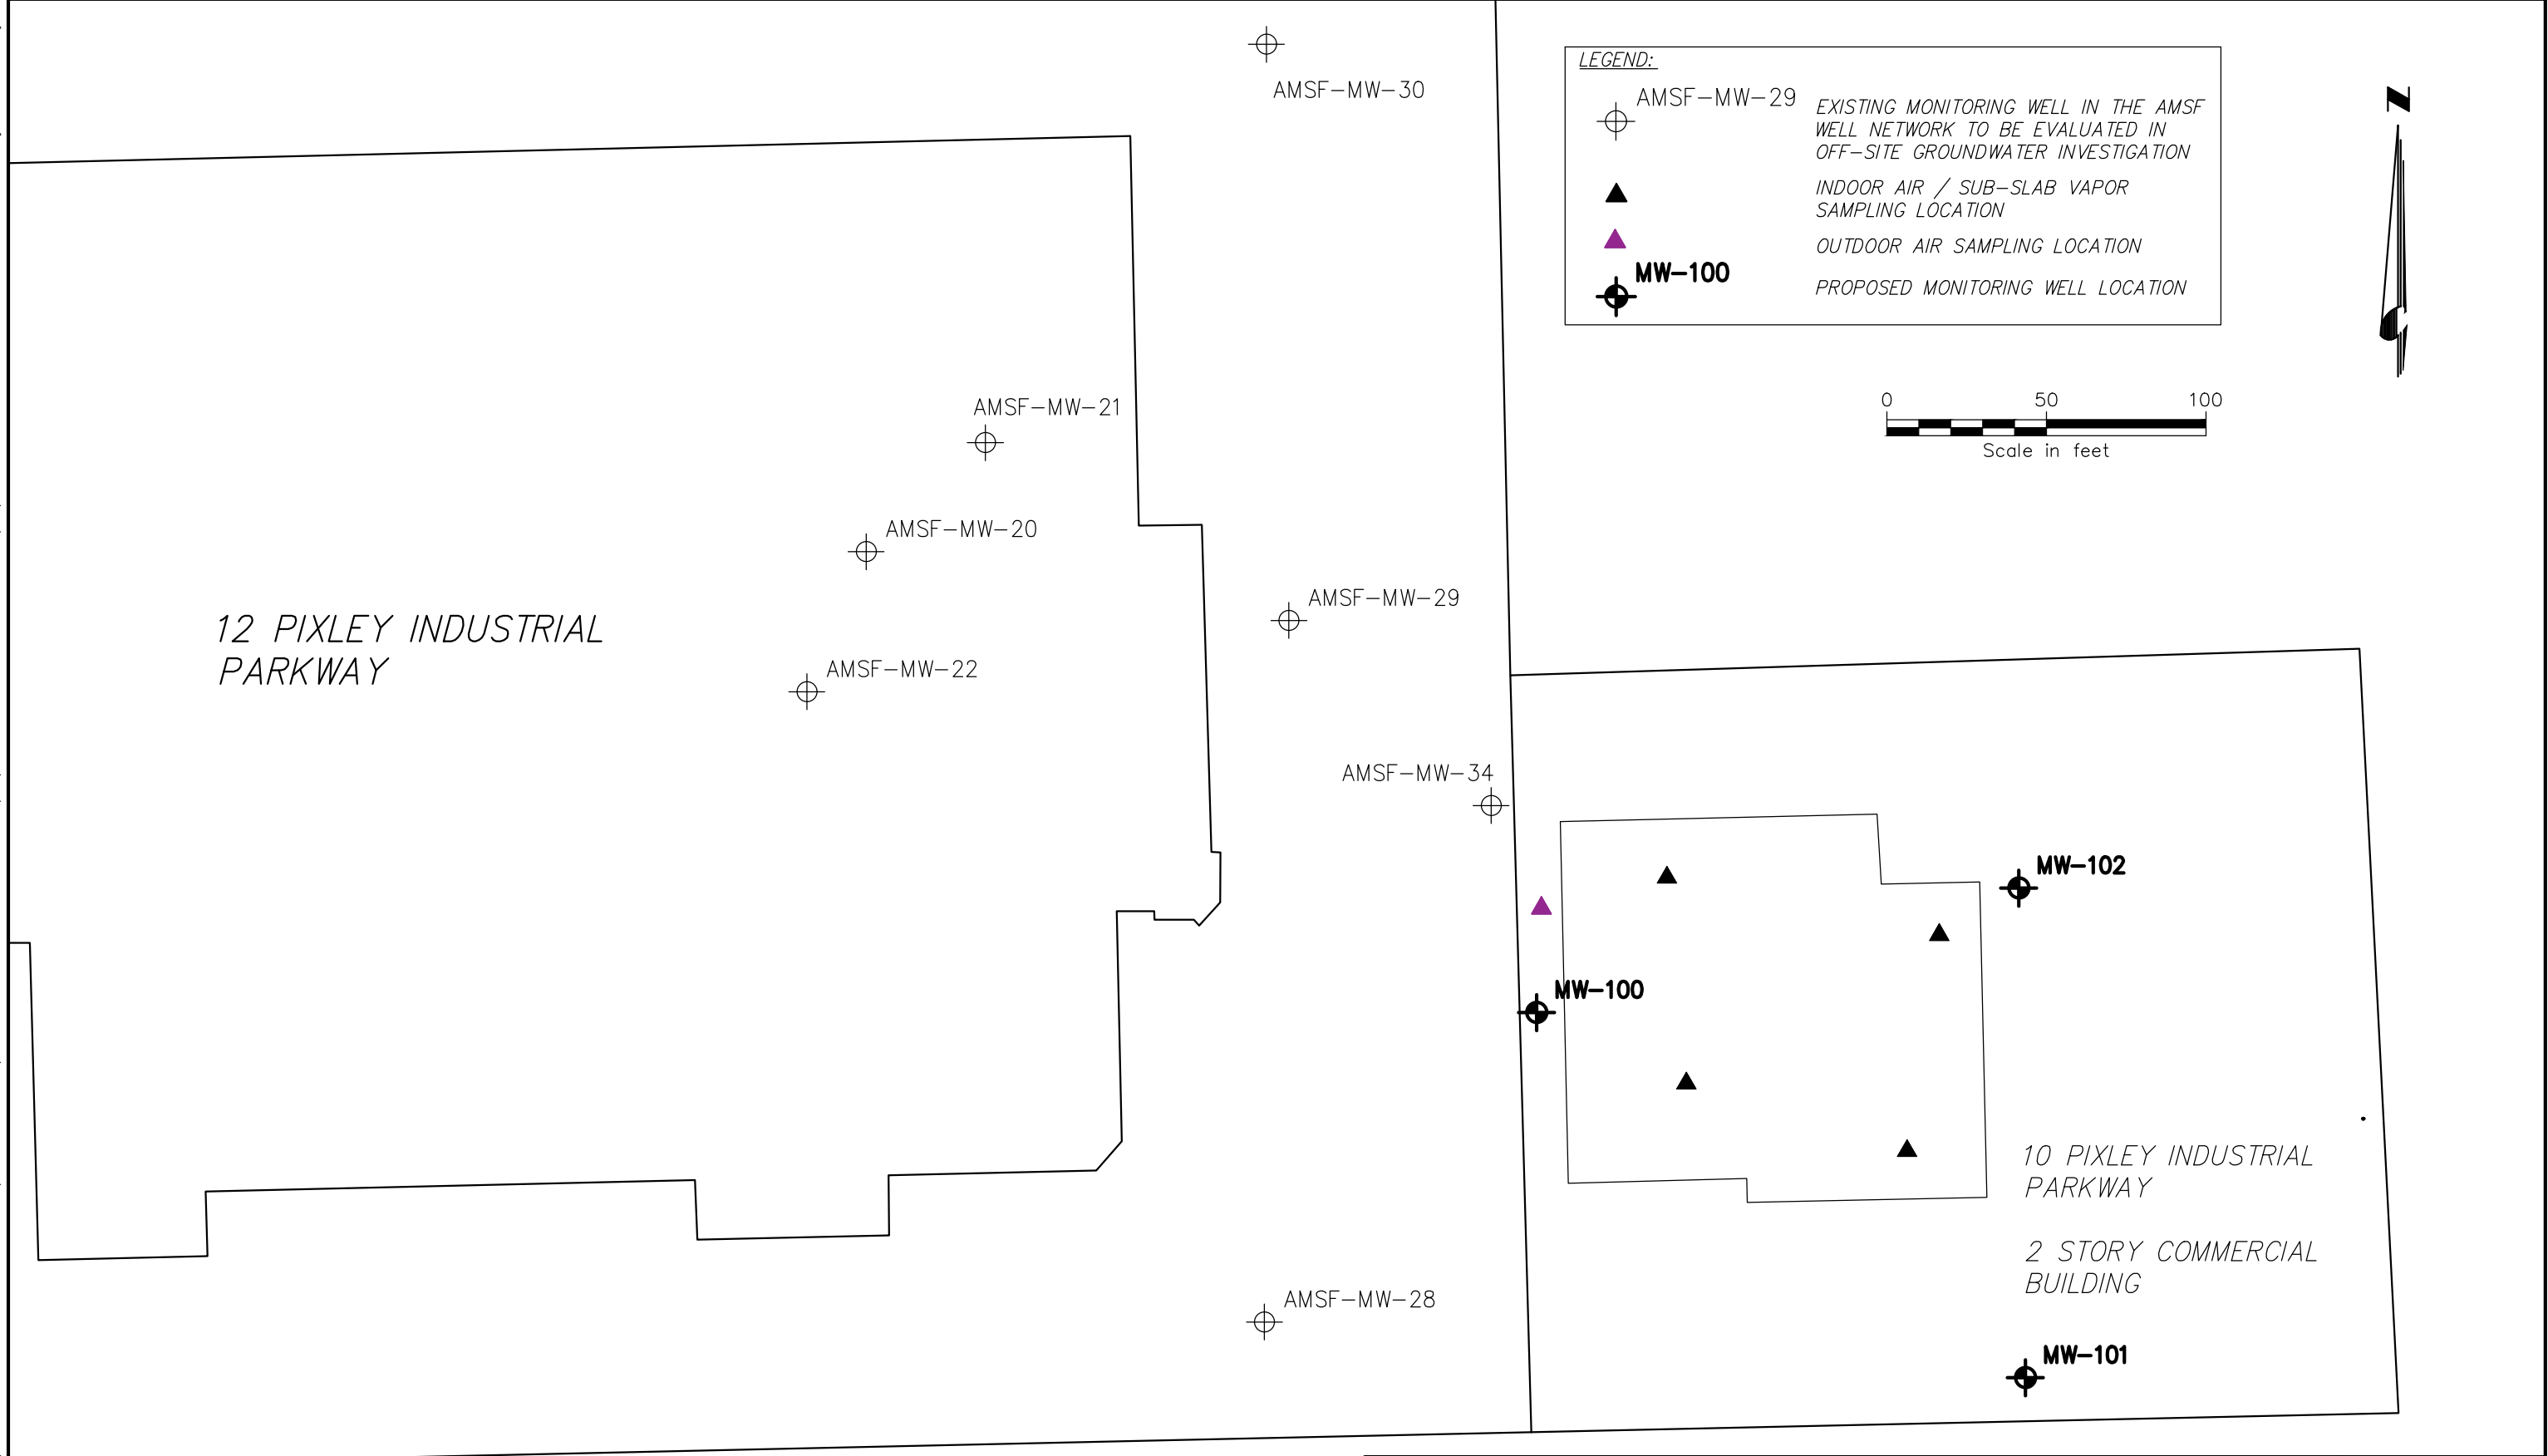 AMSF-MW-30
LEGEND:
AMSF-MW-29
EXISTING MONITORING WELL IN THE AMSF
WELL NETWORK TO BE EVALUATED IN
OFF-SITE GROUNDWATER INVESTIGATION
INDOOR AIR / SUB-SLAB VAPOR
SAMPLING LOCATION
OUTDOOR AIR SAMPLING LOCATION
MW-100
PROPOSED MONITORING WELL LOCATION
N
0 50 100
Scale in feet
AMSF-MW-21
AMSF-MW-20
AMSF-MW-29
12 PIXLEY INDUSTRIAL
PARKWAY
AMSF-MW-22
AMSF-MW-34
MW-102
MW-100
10 PIXLEY INDUSTRIAL
PARKWAY
2 STORY COMMERCIAL
BUILDING
AMSF-MW-28
MW-101